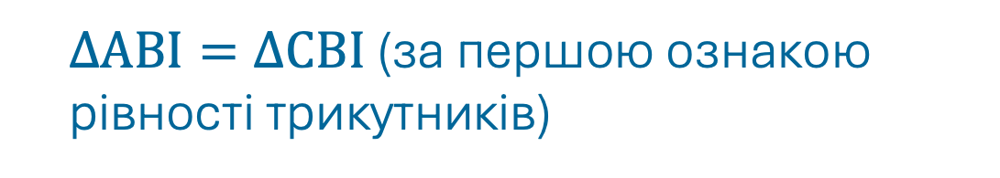 ΔABI = ΔCBI (за першою ознакою
рівності трикутників)